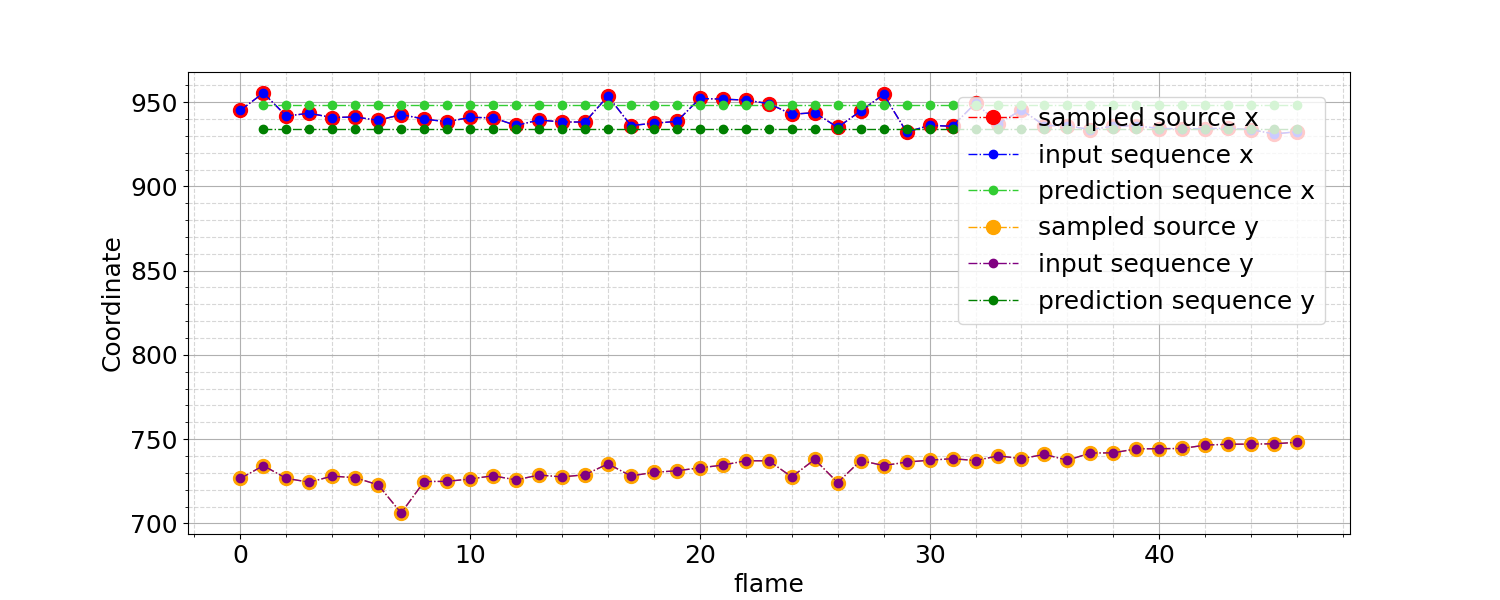 950
900
850
800
750
700
Coordinate
sampled source x
input sequence x
prediction sequence x
sampled source y
input sequence y
prediction sequence y
0 10 20 30 40
flame